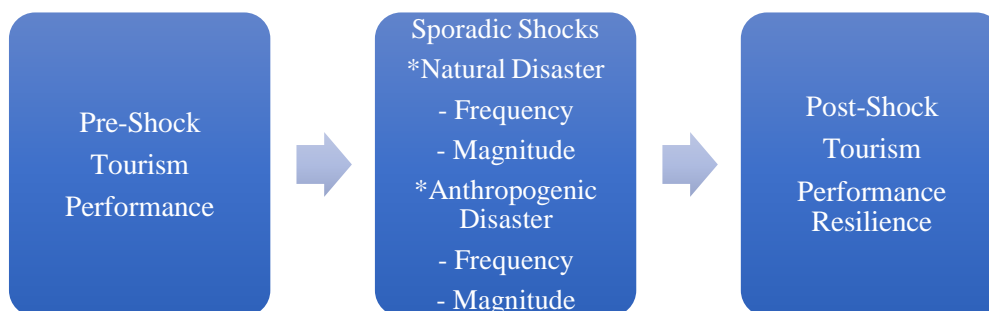 Pre-Shock
Tourism
Performance
Sporadic Shocks
*Natural Disaster
- Frequency
- Magnitude
*Anthropogenic
Disaster
- Frequency
- Magnitude
Post-Shock
Tourism
Performance
Resilience